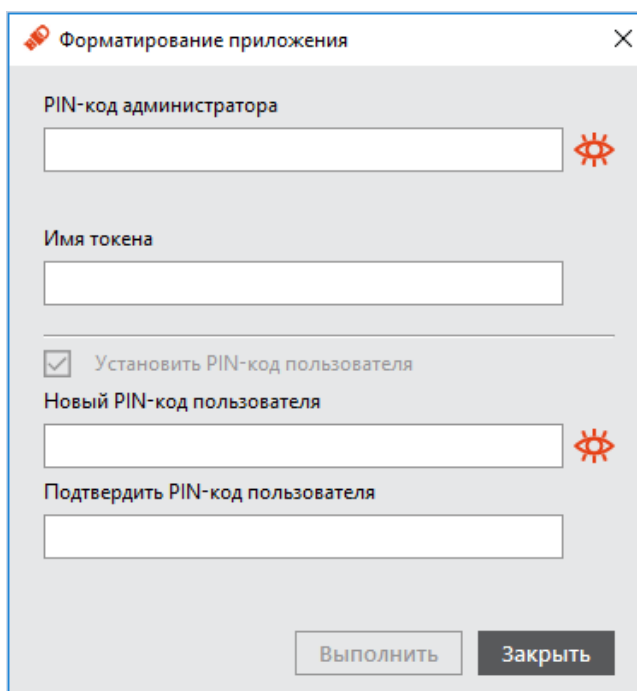 Форматирование приложения
PIN-код администратора
Имя токена
Установить PIN-код пользователя
Новый PIN-код пользователя
Подтвердить PIN-код пользователя
Выполнить Закрыть